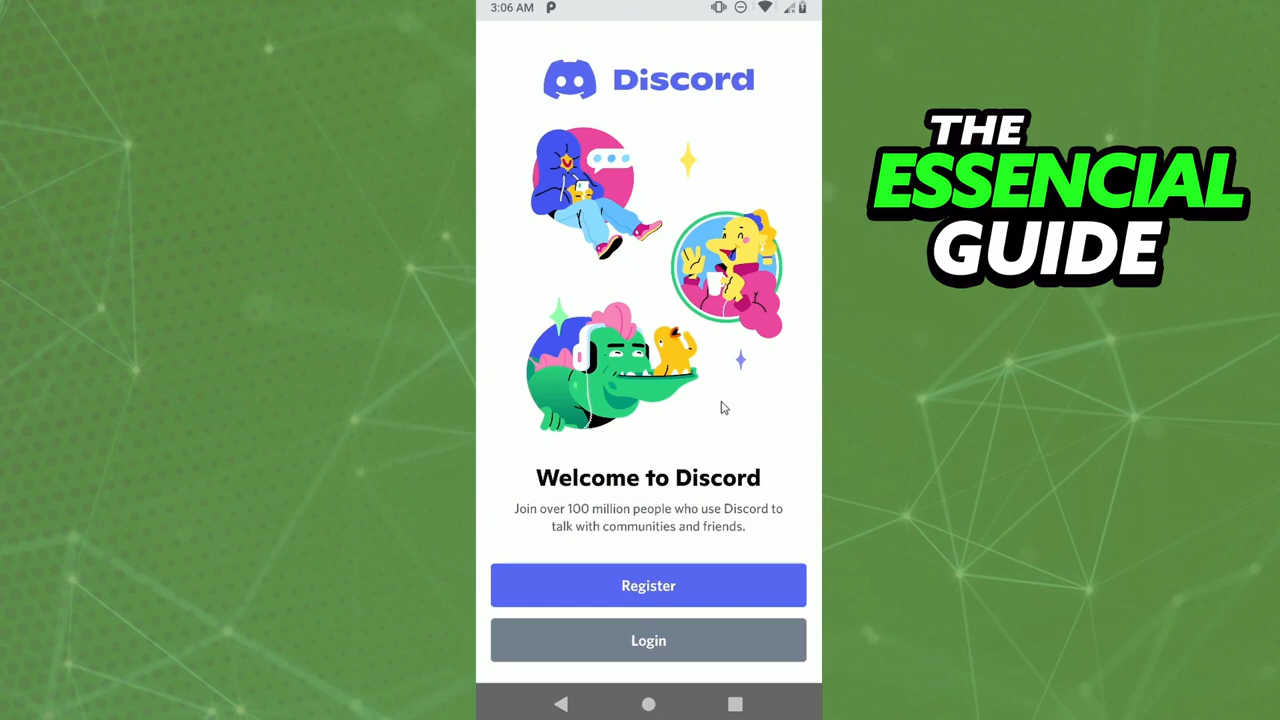 3:06 AM
Discord
THE
ESSENCIAL
GUIDE
Welcome to Discord
Join over 100 million people who use Discord to
talk with communities and friends.
Register
Login